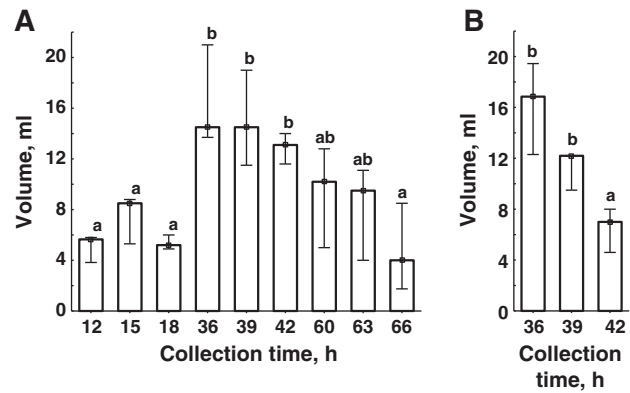 A
Volume, ml
20
16
12
8
4
0
a
a
a
b
b
b
ab
ab
a
12 15 18 36 39 42 60 63 66
Collection time, h
B
Volume, ml
20
16
12
8
4
0
b
b
a
36 39 42
Collection
time, h